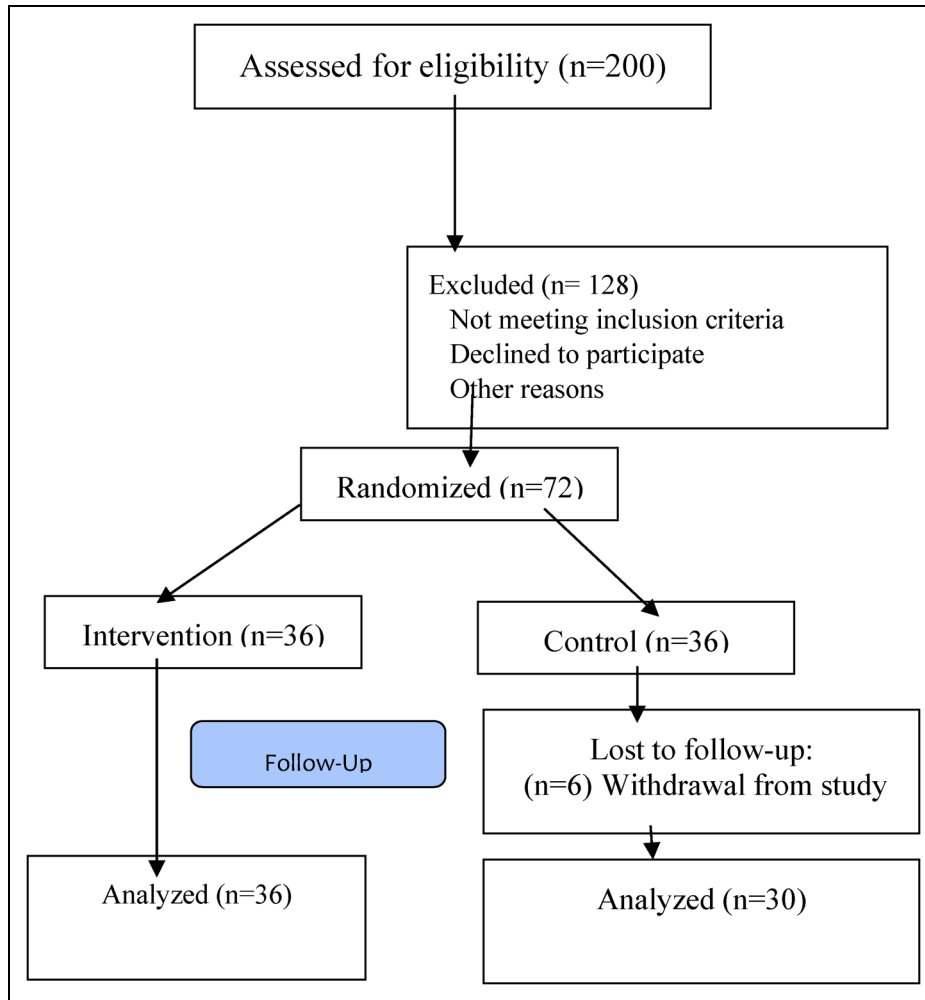 Assessed for eligibility (n=200)
Excluded (n= 128)
Not meeting inclusion criteria
Declined to participate
Other reasons
Randomized (n=72)
Intervention (n=36)
Control (n=36)
Follow-Up
Lost to follow-up:
(n=6) Withdrawal from study
Analyzed (n=36)
Analyzed (n=30)